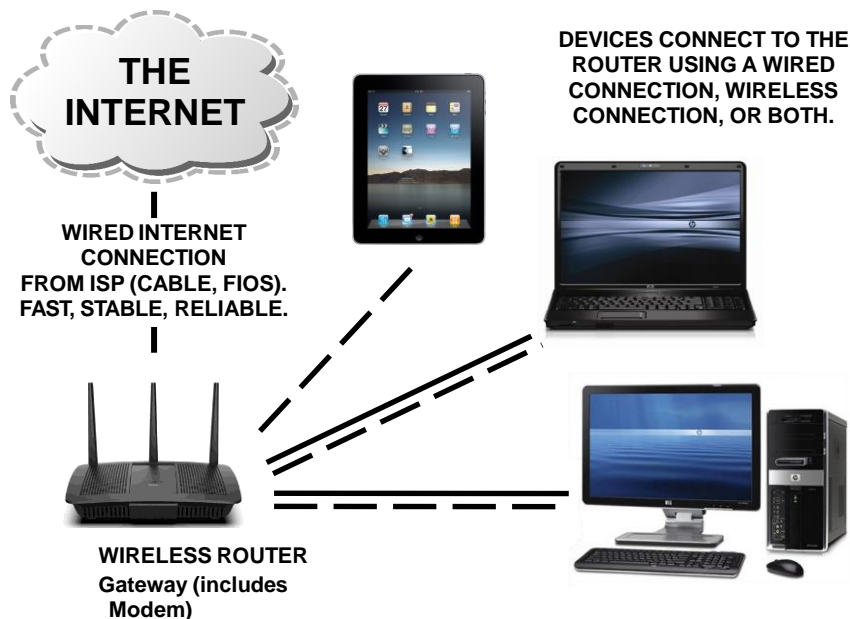 THE
INTERNET
DEVICES CONNECT TO THE
ROUTER USING A WIRED
CONNECTION, WIRELESS
CONNECTION, OR BOTH.
WIRED INTERNET
CONNECTION
FROM ISP (CABLE, FIOS).
FAST, STABLE, RELIABLE.
WIRELESS ROUTER
Gateway (includes
Modem)